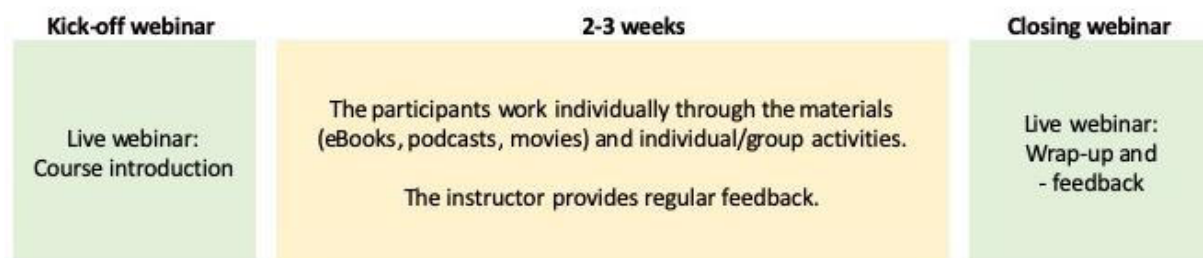 Kick-off webinar
Live webinar:
Course introduction
2-3 weeks
The participants work individually through the materials
(eBooks, podcasts, movies) and individual/group activities.
The instructor provides regular feedback.
Closing webinar
Live webinar:
Wrap-up and
- feedback